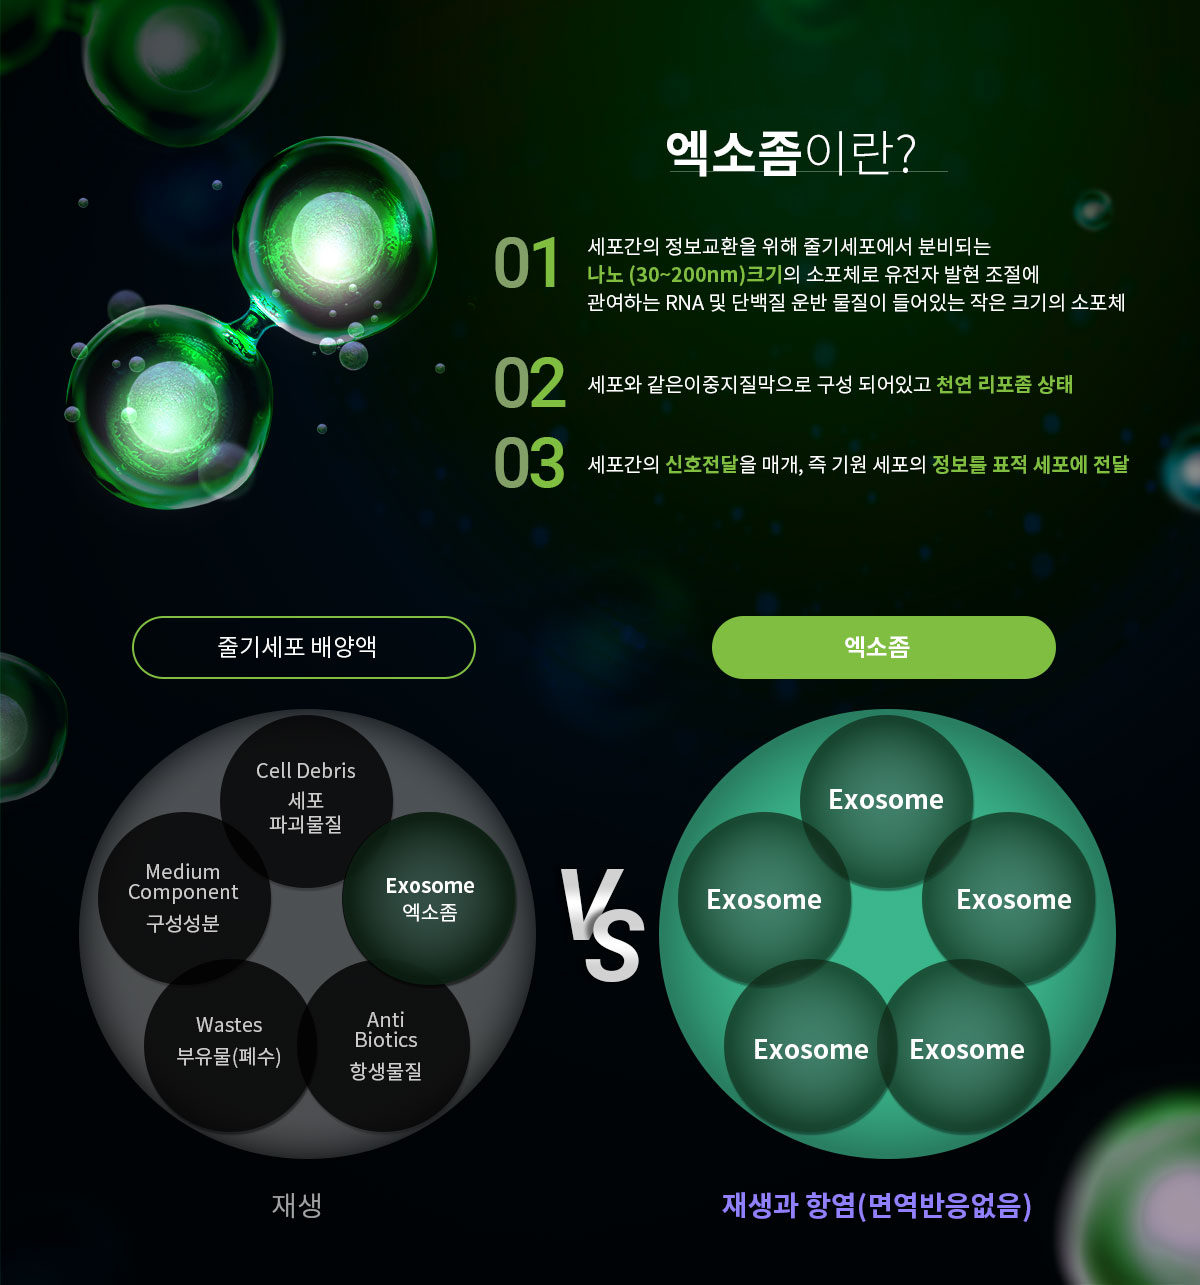 엑소좀이란?
01
세포간의 정보교환을 위해 줄기세포에서 분비되는
나노 (30~200nm)크기의 소포체로 유전자 발현 조절에
관여하는 RNA 및 단백질 운반 물질이 들어있는 작은 크기의 소포체
02
세포와 같은이중지질막으로 구성 되어있고 천연 리포좀 상태
03
세포간의 신호전달을 매개, 즉 기원 세포의 정보를 표적 세포에 전달
줄기세포 배양액
Cell Debris
세포
파괴물질
Medium
Component
구성성분
Exosome
엑소좀
Wastes
부유물(폐수)
Anti
Biotics
항생물질
재생
VS
엑소좀
Exosome
Exosome
Exosome
Exosome
Exosome
재생과 항염(면역반응없음)